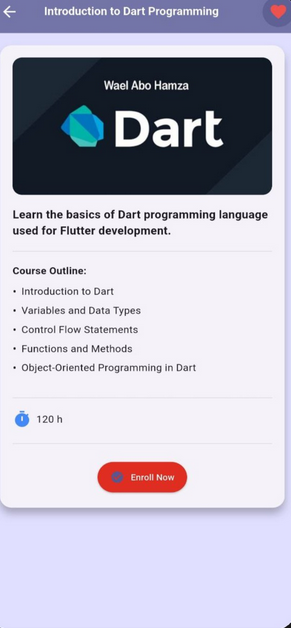 Introduction to Dart Programming
Wael Abo Hamza
Dart
Learn the basics of Dart programming language
used for Flutter development.
Course Outline:
• Introduction to Dart
• Variables and Data Types
• Control Flow Statements
• Functions and Methods
• Object-Oriented Programming in Dart
120 h
Enroll Now